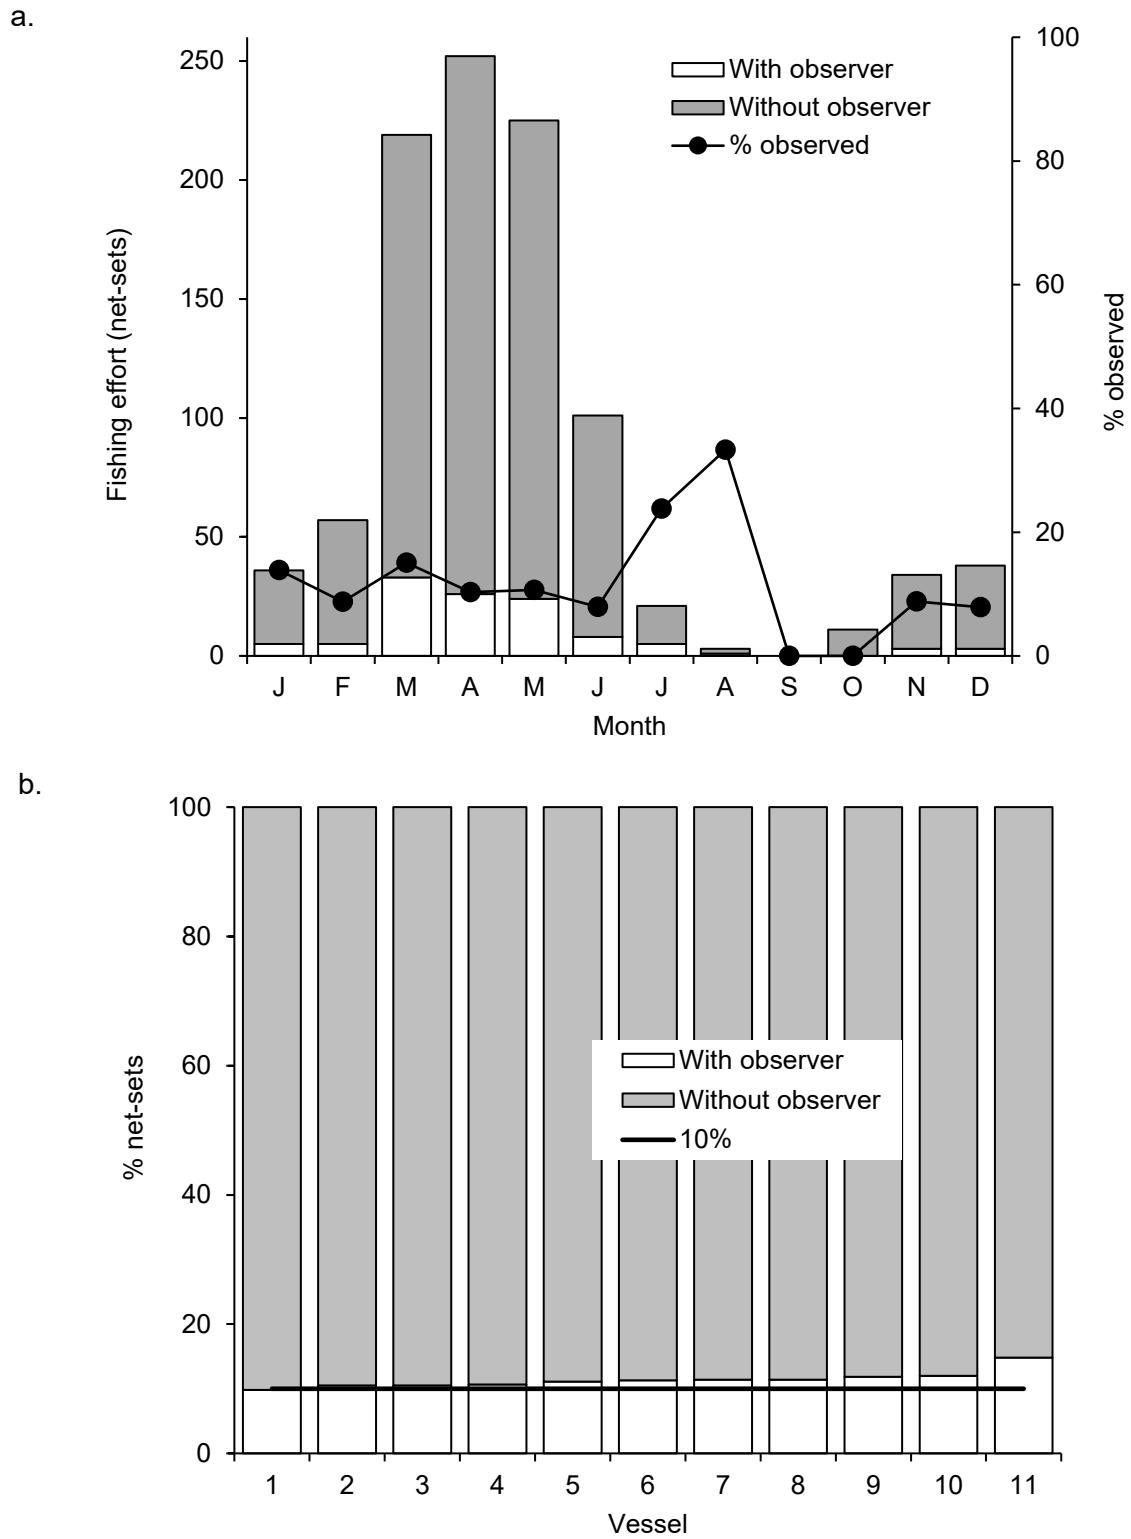 a.
250
200
150
100
50
0
Fishing effort (net-sets)
With observer
Without observer
% observed
100
80
60
40
20
0
% observed
J F M A M J J A S O N D
Month
b.
100
80
60
40
20
0
% net-sets
With observer
Without observer
10%
1 2 3 4 5 6 7 8 9 10 11
Vessel